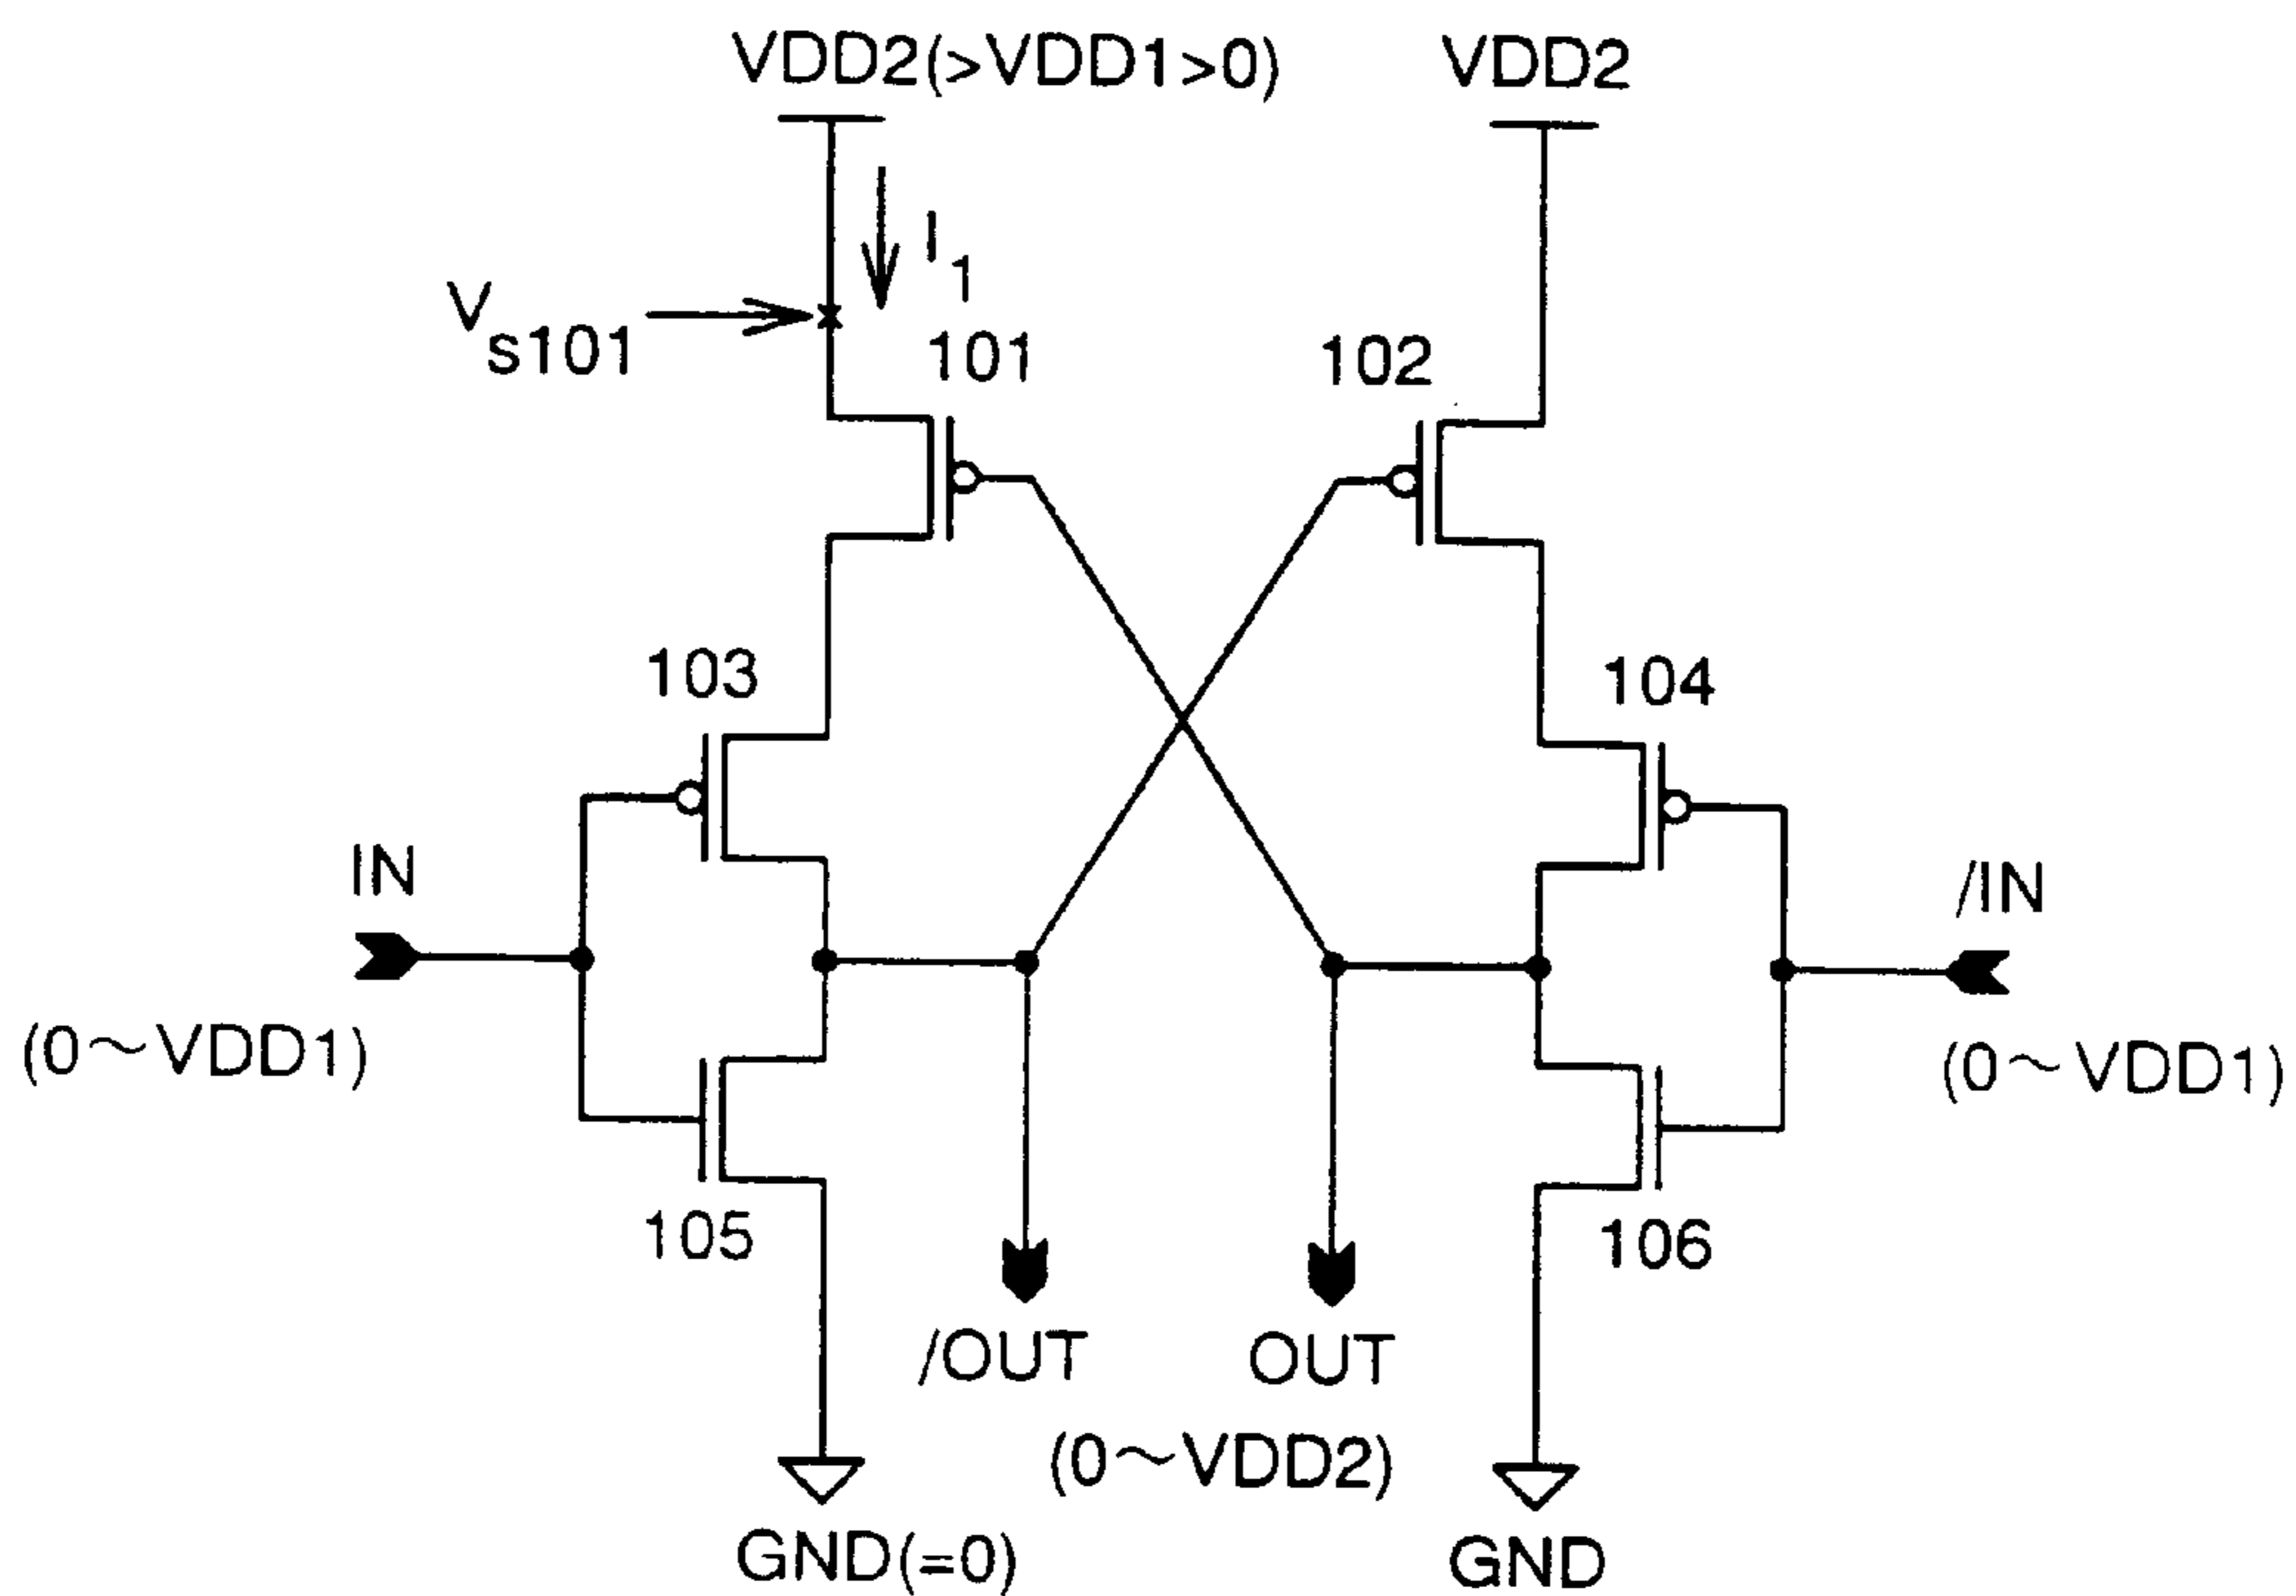 VDD2(>VDD1>0)
VDD2
I1
Vs101
101
102
103
104
IN
/IN
(0～VDD1)
(0～VDD1)
105
106
/OUT
OUT
(0～VDD2)
GND(=0)
GND